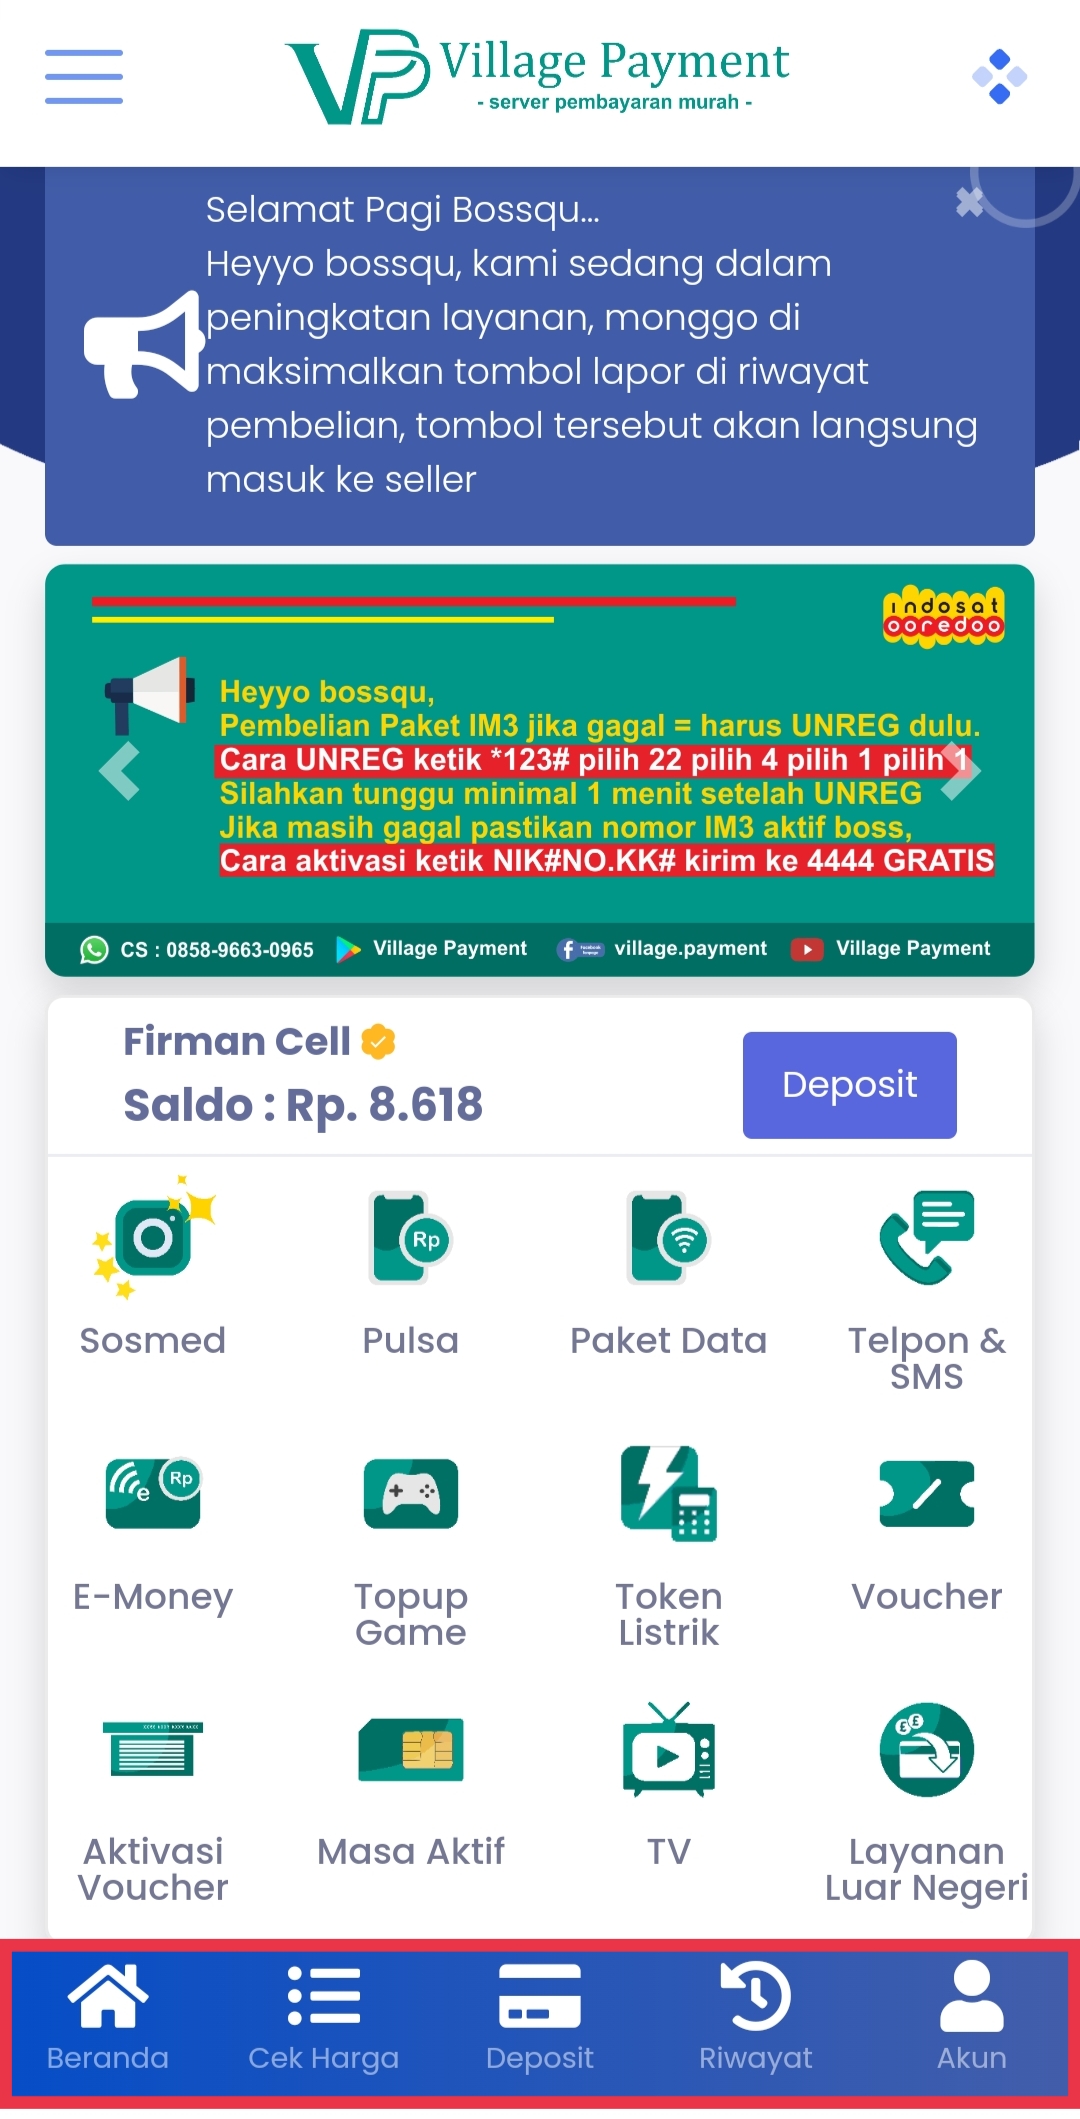 Village Payment
- server pembayaran murah -
Selamat Pagi Bossqu...
Heyyo bossqu, kami sedang dalam
peningkatan layanan, monggo di
maksimalkan tombol lapor di riwayat
pembelian, tombol tersebut akan langsung
masuk ke seller
indosat
ooredoo
Heyyo bossqu,
Pembelian Paket IM3 jika gagal = harus UNREG dulu.
Cara UNREG ketik *123# pilih 22 pilih 4 pilih 1 pilih 1
Silahkan tunggu minimal 1 menit setelah UNREG
Jika masih gagal pastikan nomor IM3 aktif boss,
Cara aktivasi ketik NIK#NO.KK# kirim ke 4444 GRATIS
CS : 0858-9663-0965 Village Payment village.payment Village Payment
Firman Cell
Saldo : Rp. 8.618
Deposit
Rp
Sosmed Pulsa Paket Data Telpon &
SMS
e Rp
E-Money Topup Token Voucher
Game Listrik
Aktivasi Masa Aktif TV Layanan
Voucher Luar Negeri
Beranda Cek Harga Deposit Riwayat Akun